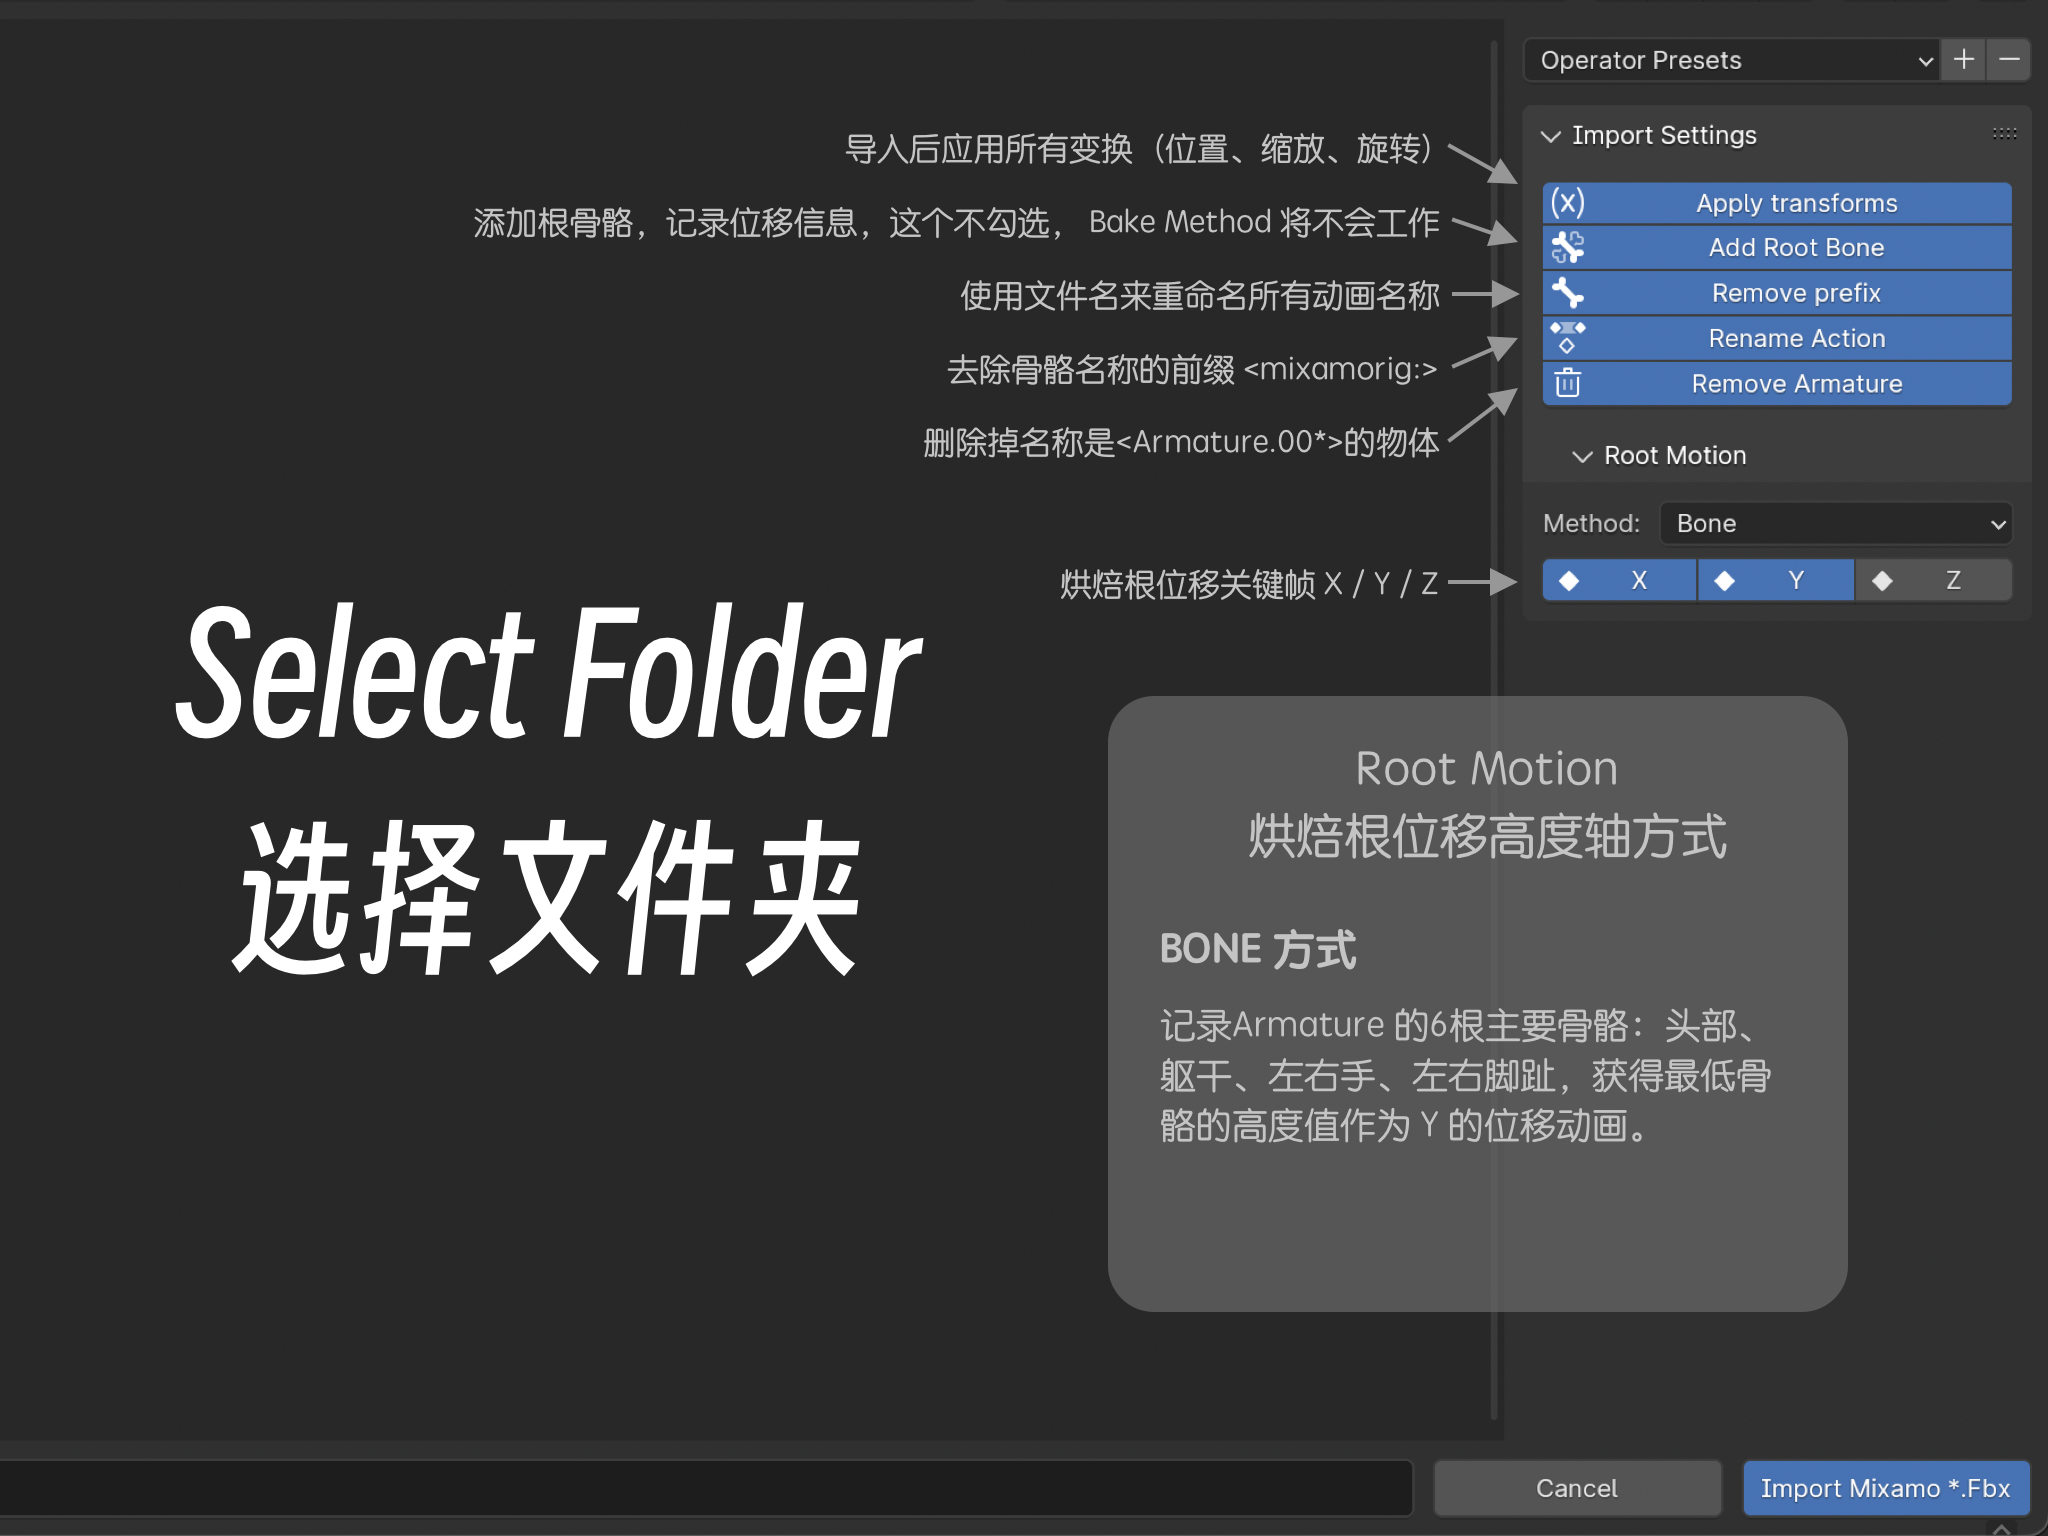 Operator Presets
Import Settings
导入后应用所有变换（位置、缩放、旋转）
Apply transforms
添加根骨骼，记录位移信息，这个不勾选， Bake Method 将不会工作
Add Root Bone
使用文件名来重命名所有动画名称
Remove prefix
去除骨骼名称的前缀 <mixamorig:>
Rename Action
删除掉名称是<Armature.00*>的物体
Remove Armature
Root Motion
Method: Bone
烘焙根位移关键帧 X / Y / Z
X Y Z
Select Folder
选择文件夹
Root Motion
烘焙根位移高度轴方式
BONE 方式
记录Armature 的6根主要骨骼：头部、
躯干、左右手、左右脚趾，获得最低骨
骼的高度值作为 Y 的位移动画。
Cancel
Import Mixamo *.Fbx